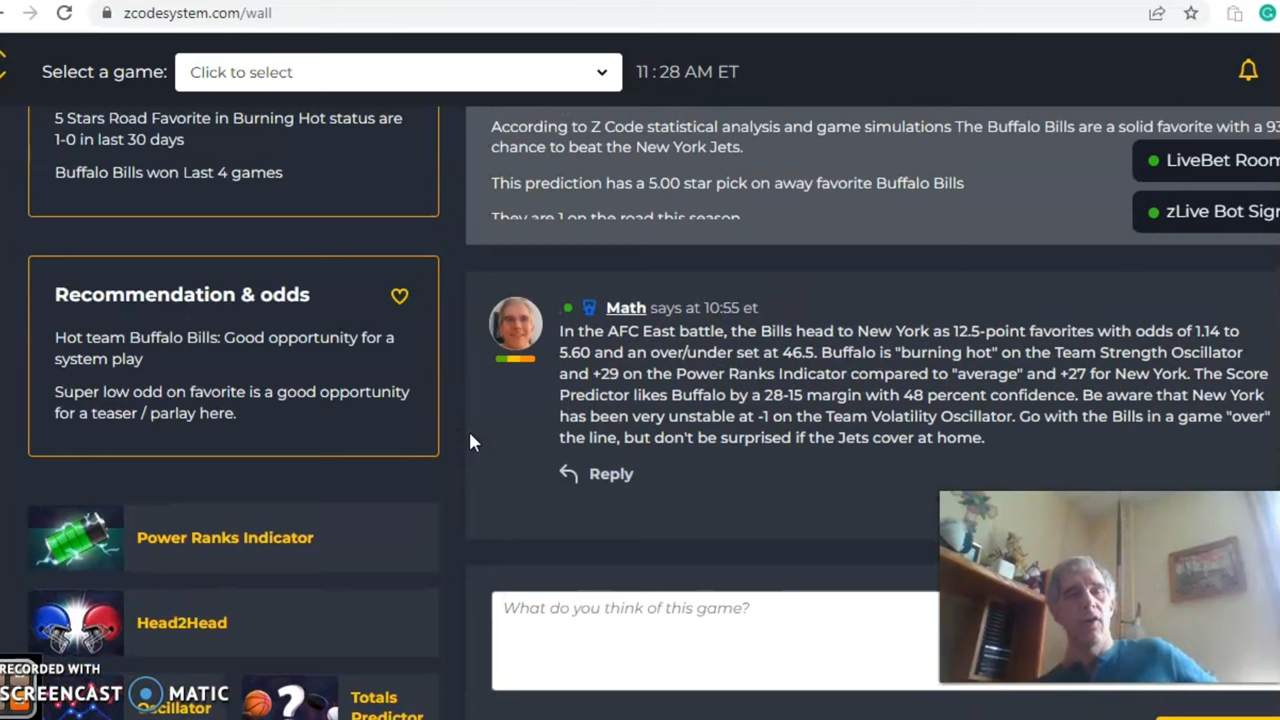 zcodesystem.com/wall
Select a game:
Click to select
11:28 AM ET
5 Stars Road Favorite in Burning Hot status are
1-0 in last 30 days
Buffalo Bills won Last 4 games
According to Z Code statistical analysis and game simulations The Buffalo Bills are a solid favorite with a 93
chance to beat the New York Jets.
This prediction has a 5.00 star pick on away favorite Buffalo Bills
They are 1 on the road this season
LiveBet Room
zLive Bot Sig
Recommendation & odds
Hot team Buffalo Bills: Good opportunity for a
system play
Super low odd on favorite is a good opportunity
for a teaser / parlay here.
Math says at 10:55 et
In the AFC East battle, the Bills head to New York as 12.5-point favorites with odds of 1.14 to
5.60 and an over/under set at 46.5. Buffalo is "burning hot" on the Team Strength Oscillator
and +29 on the Power Ranks Indicator compared to "average" and +27 for New York. The Score
Predictor likes Buffalo by a 28-15 margin with 48 percent confidence. Be aware that New York
has been very unstable at -1 on the Team Volatility Oscillator. Go with the Bills in a game "over"
the line, but don't be surprised if the Jets cover at home.
Reply
Power Ranks Indicator
Head2Head
What do you think of this game?
Oscillator
?
Totals
Predictor
RECORDED WITH
SCREENCAST MATIC